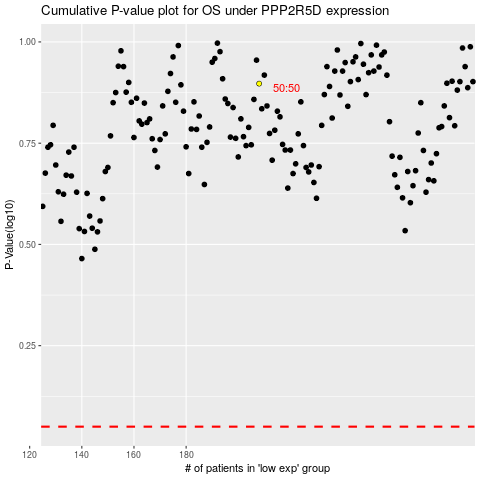 Cumulative P-value plot for OS under PPP2R5D expression
P-Value(log10)
1.00
0.75
0.50
0.25
50:50
120 140 160 180
# of patients in 'low exp' group